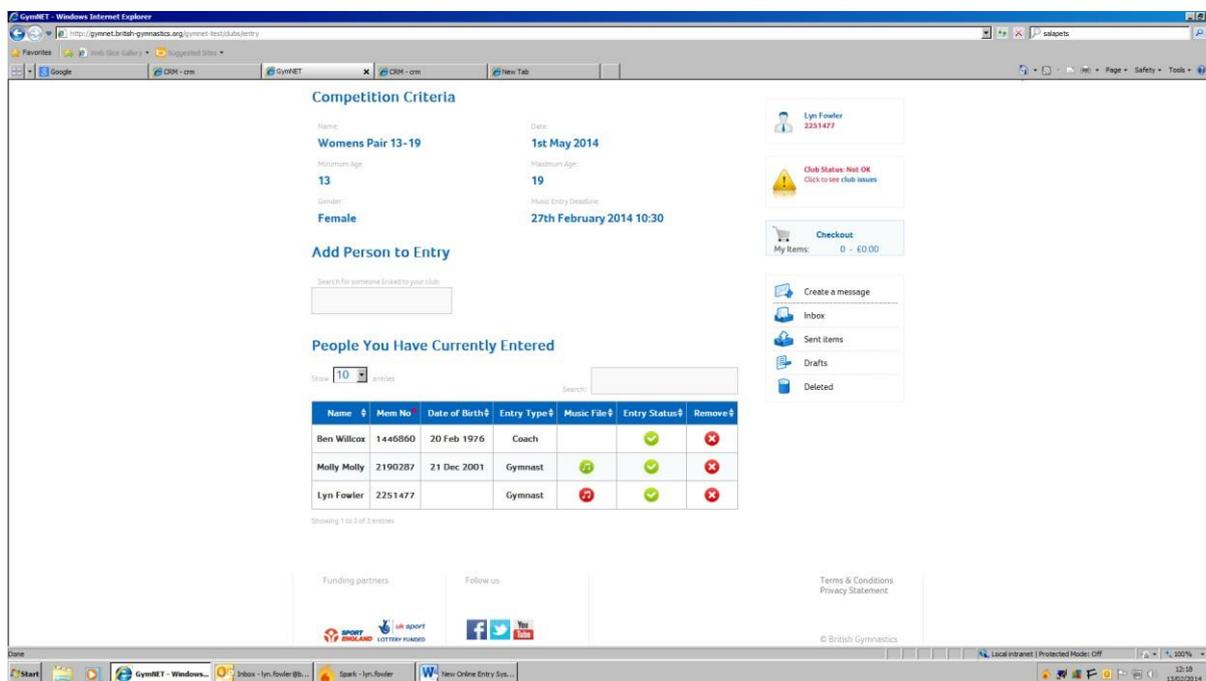 GymNET - Windows Internet Explorer
http://gymnet.british-gymnastics.org/gymnet-test/clubs/entry
salapets
Favorites Web Slice Gallery Suggested Sites
Google CRM - crm GymNET CRM - crm New Tab
Page Safety Tools
Competition Criteria
Name: Date:
Womens Pair 13-19 1st May 2014
Minimum Age Maximum Age:
13 19
Gender Music Entry Deadline:
Female 27th February 2014 10:30
Add Person to Entry
Search for someone linked to your club:
People You Have Currently Entered
Show 10 entries
Search:
Name Mem No Date of Birth Entry Type Music File Entry Status Remove
Ben Willcox 1446860 20 Feb 1976 Coach
Molly Molly 2190287 21 Dec 2001 Gymnast
Lyn Fowler 2251477 Gymnast
Showing 1 to 3 of 3 entries
Lyn Fowler
2251477
Club Status: Not OK
Click to see club issues
Checkout
My Items: 0 - £0.00
Create a message
Inbox
Sent items
Drafts
Deleted
Funding partners Follow us
Terms & Conditions
Privacy Statement
SPORT ENGLAND
uk sport
LOTTERY FUNDED
You Tube
© British Gymnastics
Done
Local intranet | Protected Mode: Off 100%
Start GymNET - Windows... Inbox - lyn.fowler@b... Spark - lyn.fowler New Online Entry Sys...
12:18
13/02/2014